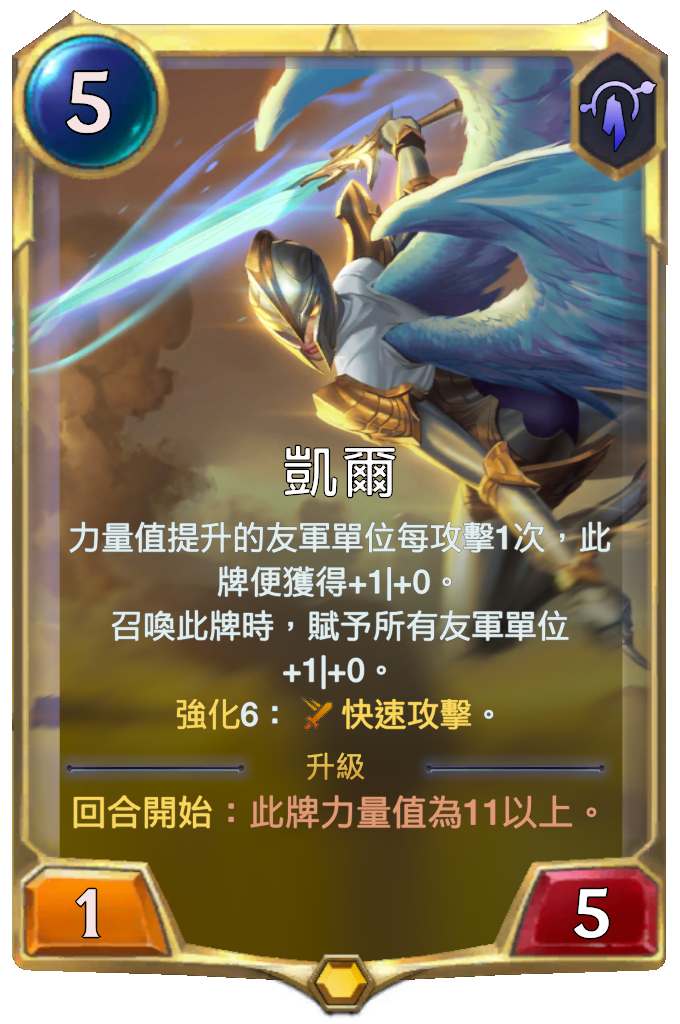 5
凱爾
力量值提升的友軍單位每攻擊1次，此
牌便獲得+1|+0。
召喚此牌時，賦予所有友軍單位
+1|+0。
強化6： 快速攻擊。
升級
回合開始：此牌力量值為11以上。
1
5